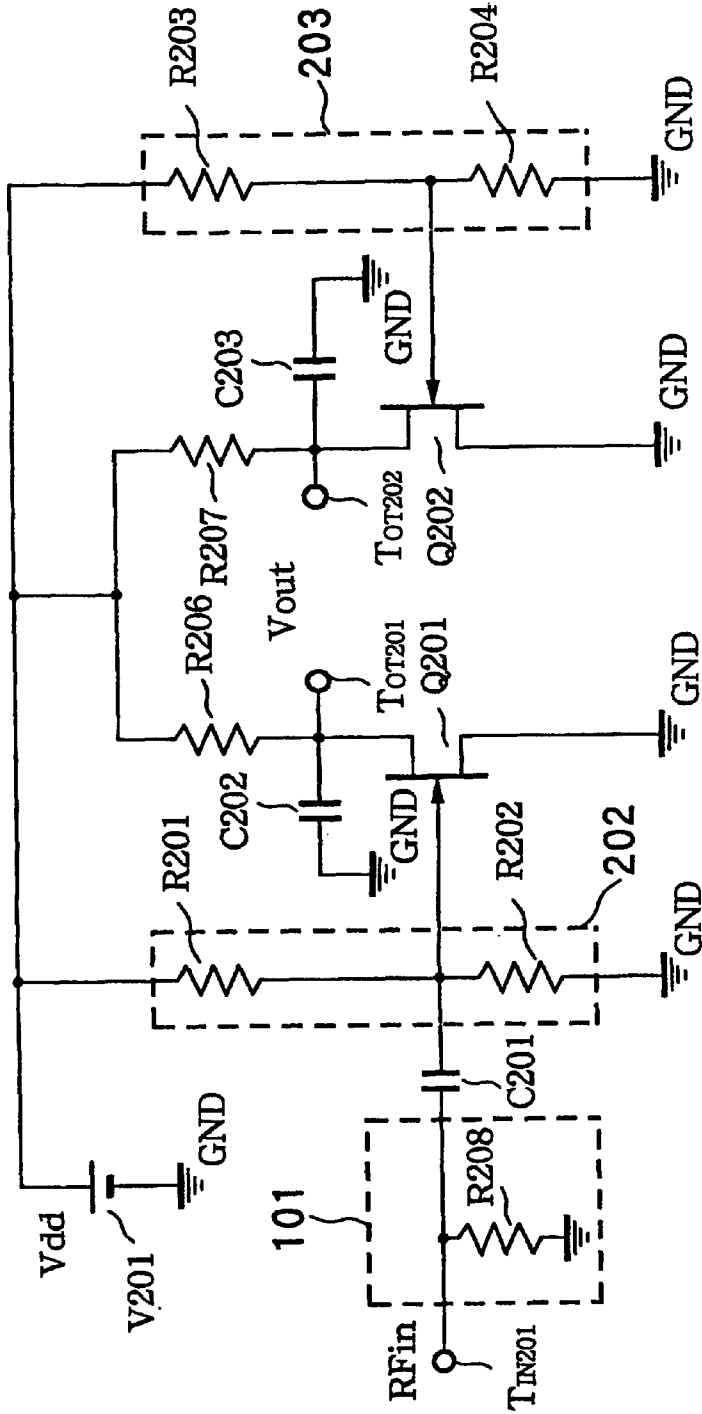 Vdd
V201
GND
RFin
TIN201
101
R208
C201
R201
R202
202
GND
C202
GND
R206
R207
Vout
TOT201
Q201
GND
TOT202
Q202
C203
GND
GND
R203
203
R204
GND